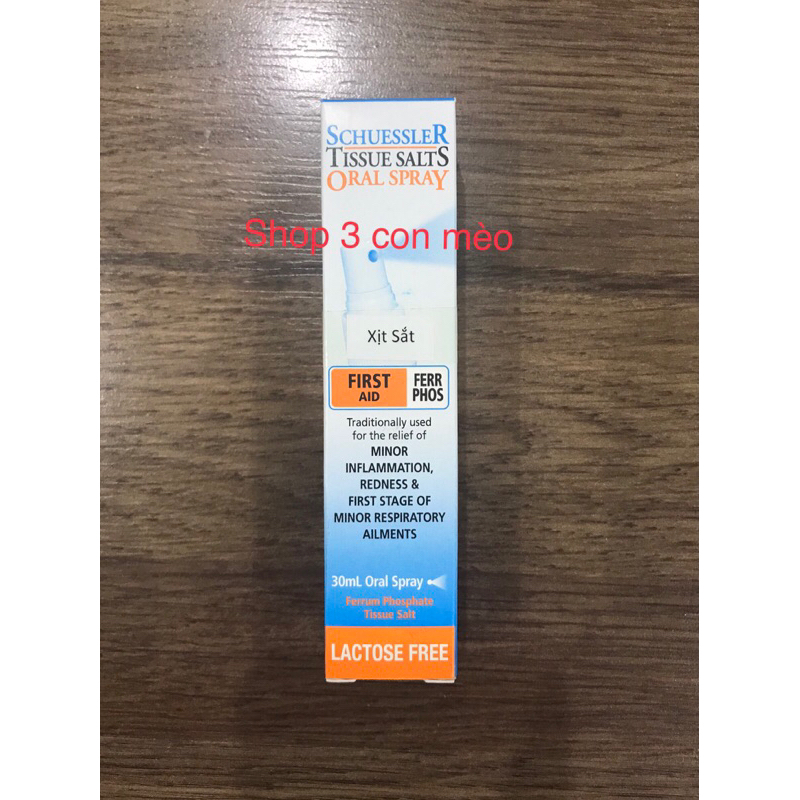 SCHUESSLER
TISSUE SALTS
ORAL SPRAY
Shop 3 con mèo
Xịt Sắt
FIRST AID
FERR PHOS
Traditionally used
for the relief of
MINOR
INFLAMMATION,
REDNESS &
FIRST STAGE OF
MINOR RESPIRATORY
AILMENTS
30mL Oral Spray
Ferrum Phosphate
Tissue Salt
LACTOSE FREE